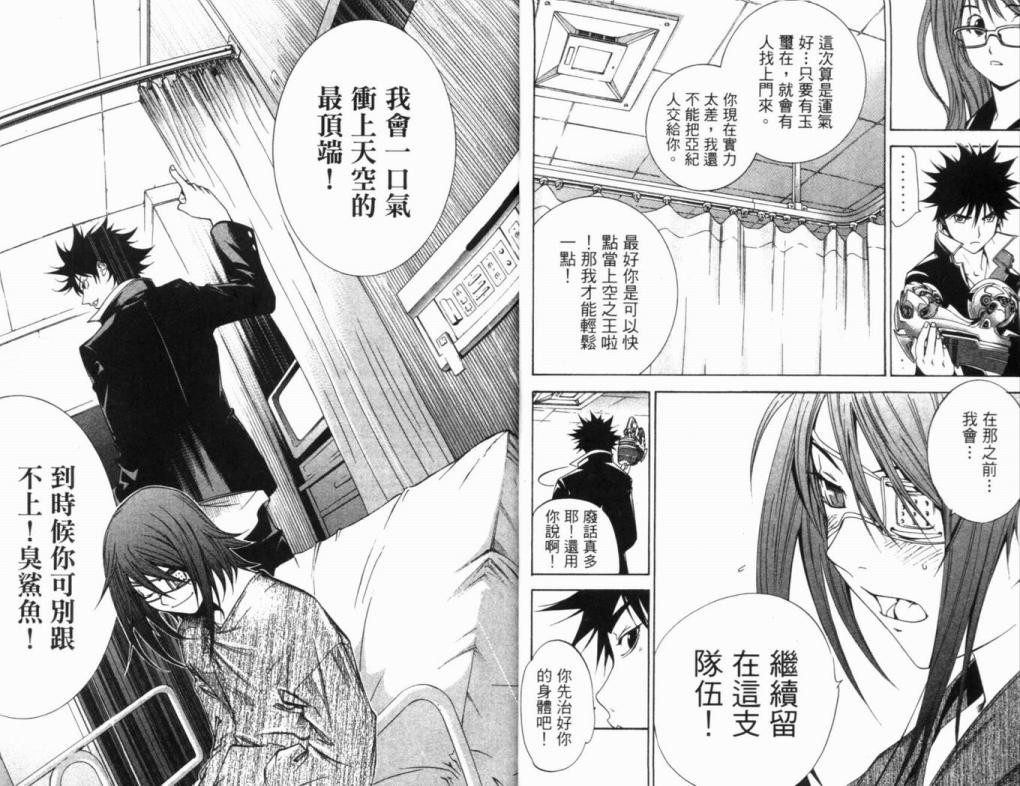 這次算是運氣
好…只要有玉
璽在，就會有
人找上門來。
你現在實力
太差，我還
不能把亞紀
人交給你。
………
最好你是可以快
點當上空之王啦
！那我才能輕鬆
一點！
在那之前…
我會…
繼續留
在這支
隊伍！
廢話真多
耶！還用
你說啊！
你先治好你
的身體吧！
我會一口氣
衝上天空的
最頂端！
到時候你可別跟
不上！臭鯊魚！